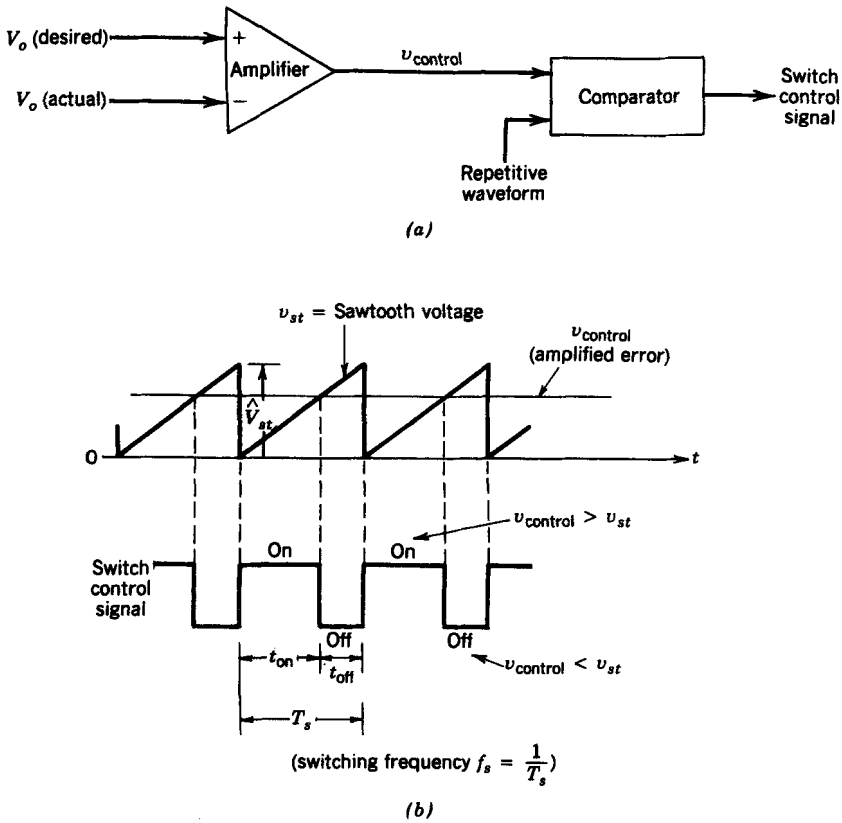 V_o (desired)
+
Amplifier
V_o (actual)
−
v_control
Comparator
Switch
control
signal
Repetitive
waveform
(a)
v_st = Sawtooth voltage
v_control
(amplified error)
V̂_st
0
t
v_control > v_st
On
On
Switch
control
signal
Off
Off
t_on
t_off
v_control < v_st
T_s
(switching frequency f_s = 1/T_s)
(b)